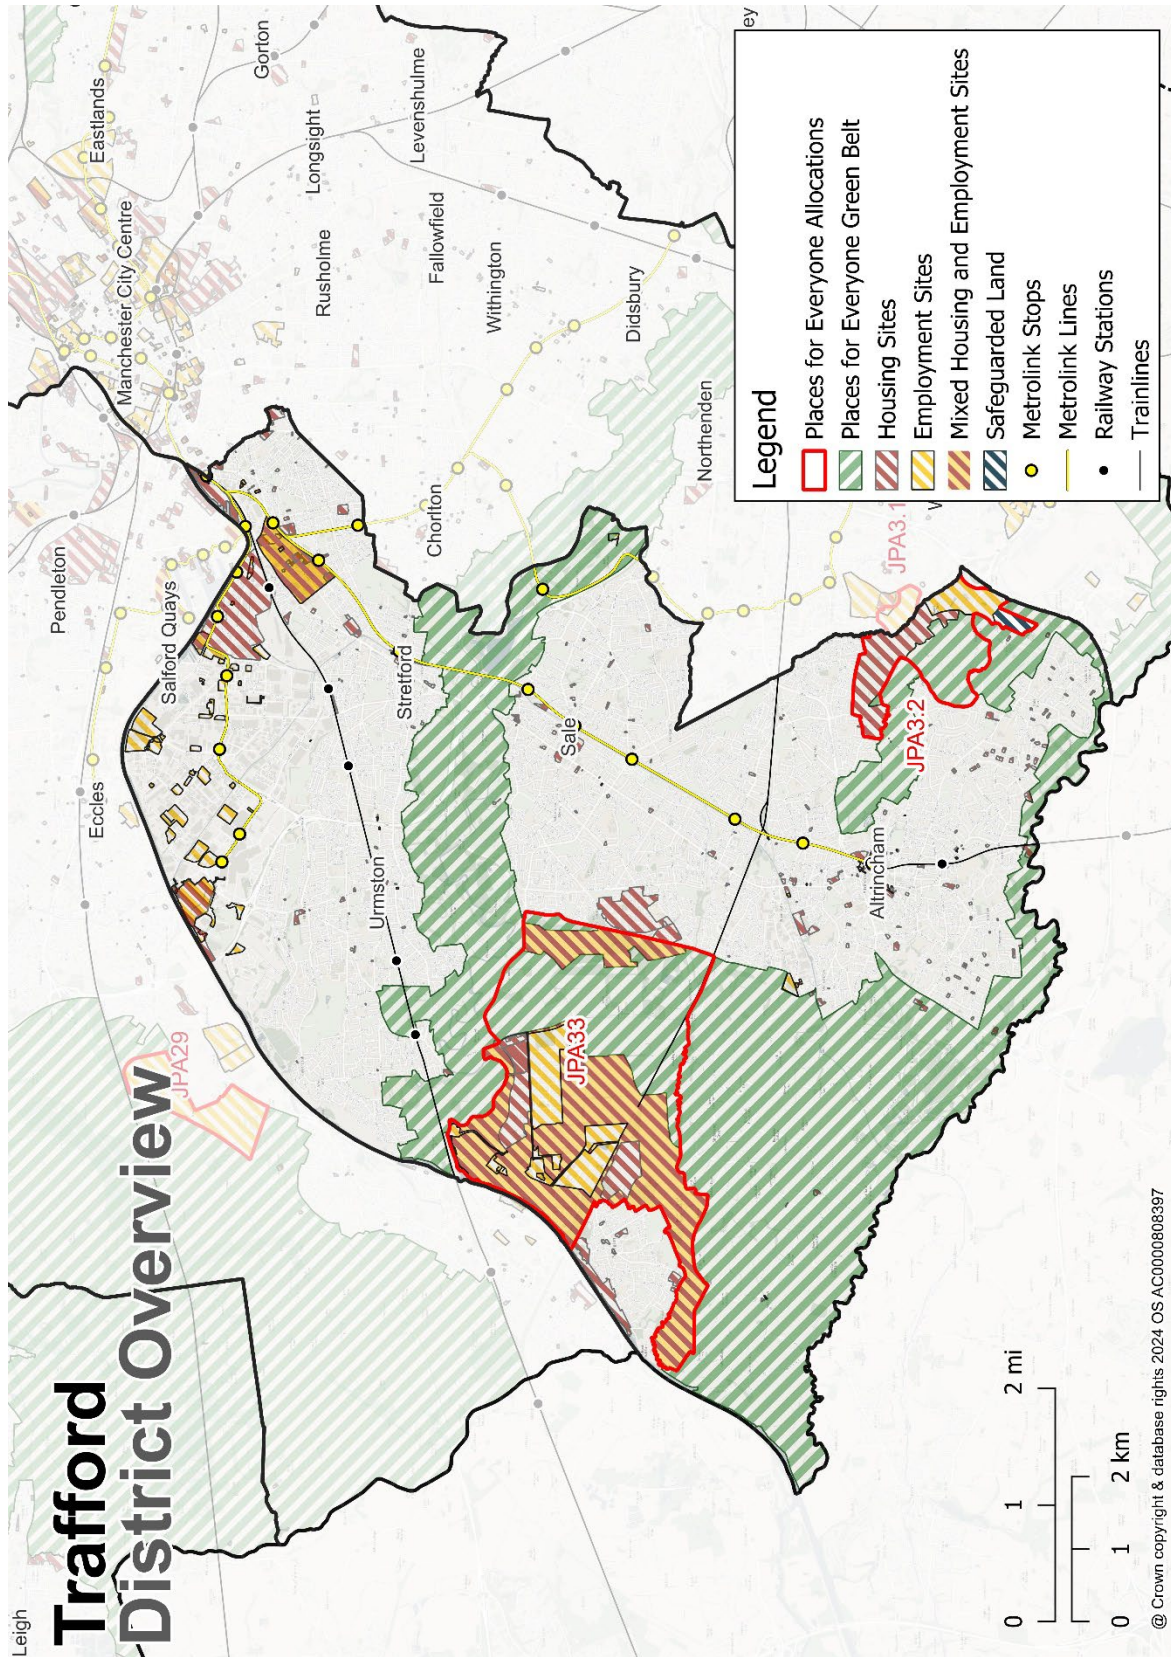 Trafford
District Overview
Leigh
Eccles
Pendleton
Salford Quays
Manchester City Centre
Eastlands
Gorton
Longsight
Levenshulme
Rusholme
Fallowfield
Withington
Didsbury
Chorlton
Northenden
Stretford
Urmston
Sale
Altrincham
JPA29
JPA33
JPA3.2
JPA3.1
ey
Legend
Places for Everyone Allocations
Places for Everyone Green Belt
Housing Sites
Employment Sites
Mixed Housing and Employment Sites
Safeguarded Land
Metrolink Stops
Metrolink Lines
Railway Stations
Trainlines
0 1 2 mi
0 1 2 km
@ Crown copyright & database rights 2024 OS AC0000808397